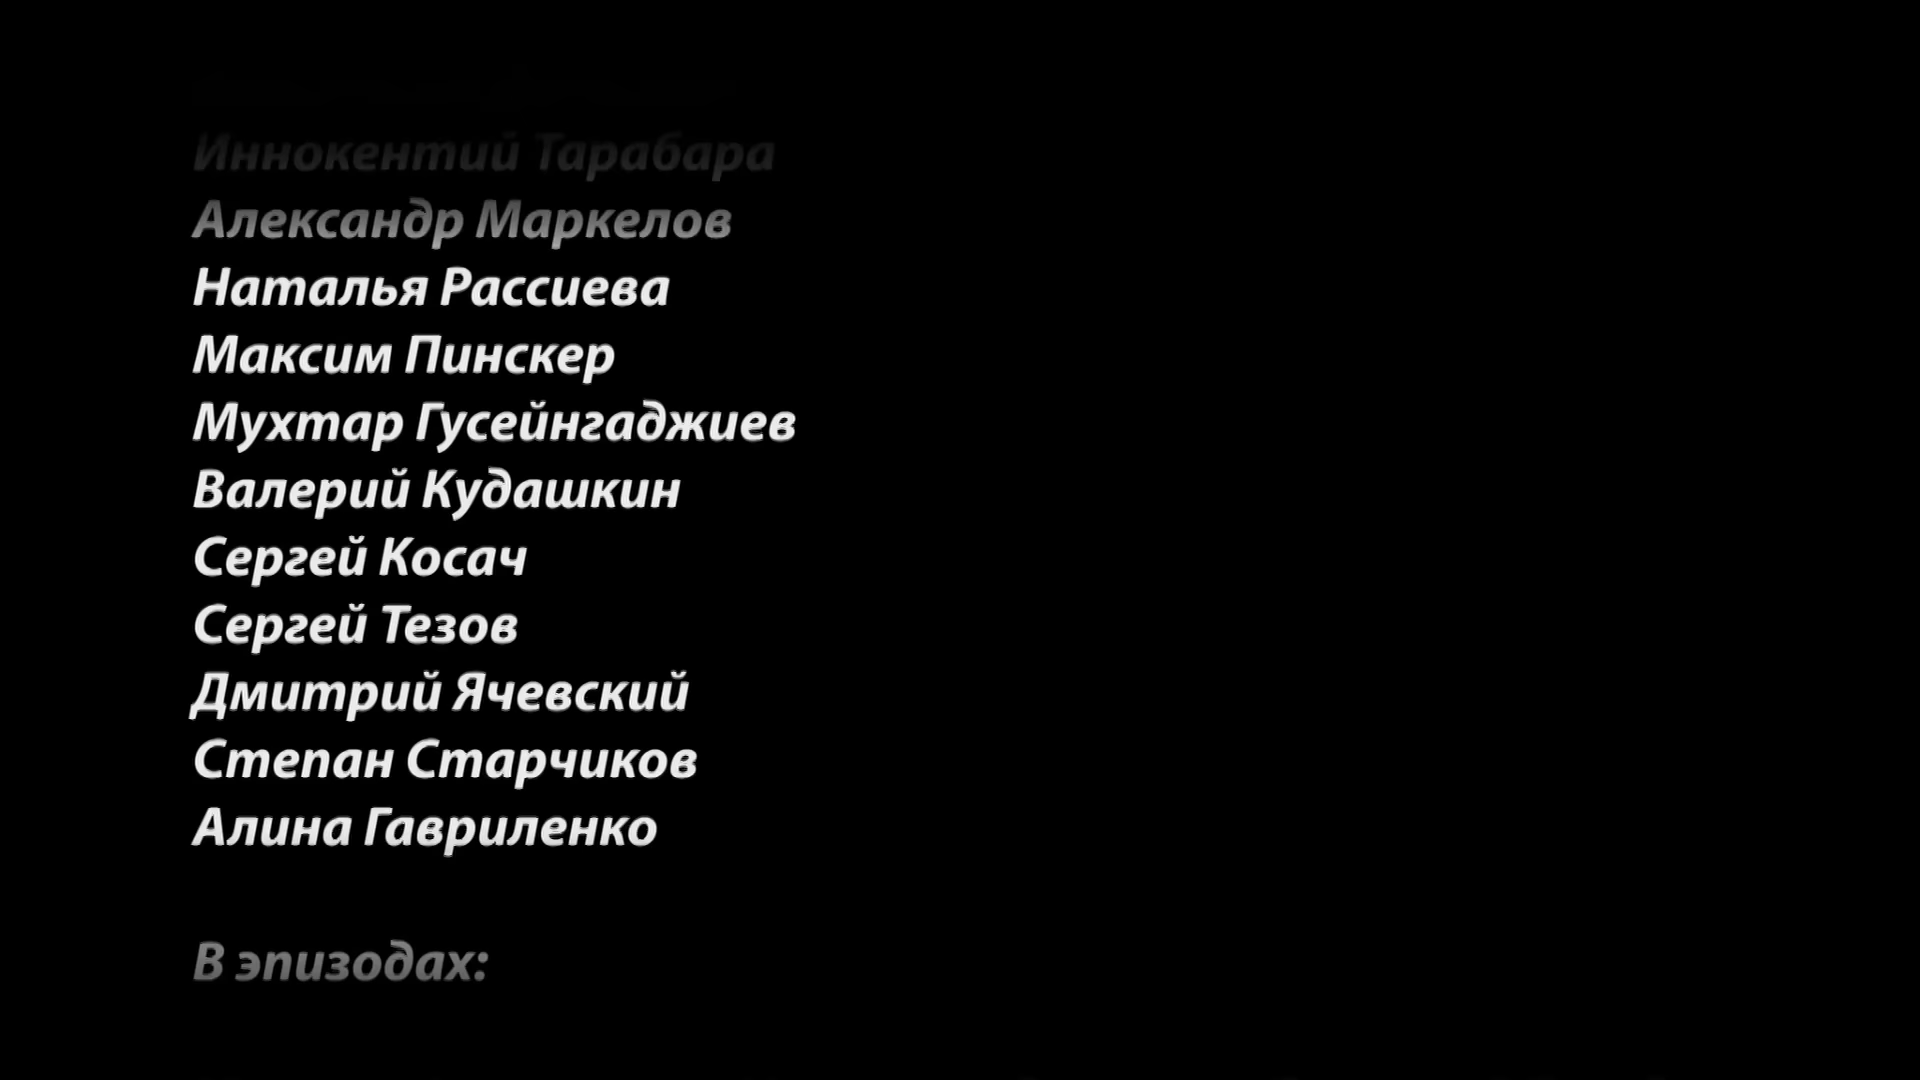 Иннокентий Тарабара
Александр Маркелов
Наталья Рассиева
Максим Пинскер
Мухтар Гусейнгаджиев
Валерий Кудашкин
Сергей Косач
Сергей Тезов
Дмитрий Ячевский
Степан Старчиков
Алина Гавриленко
В эпизодах: